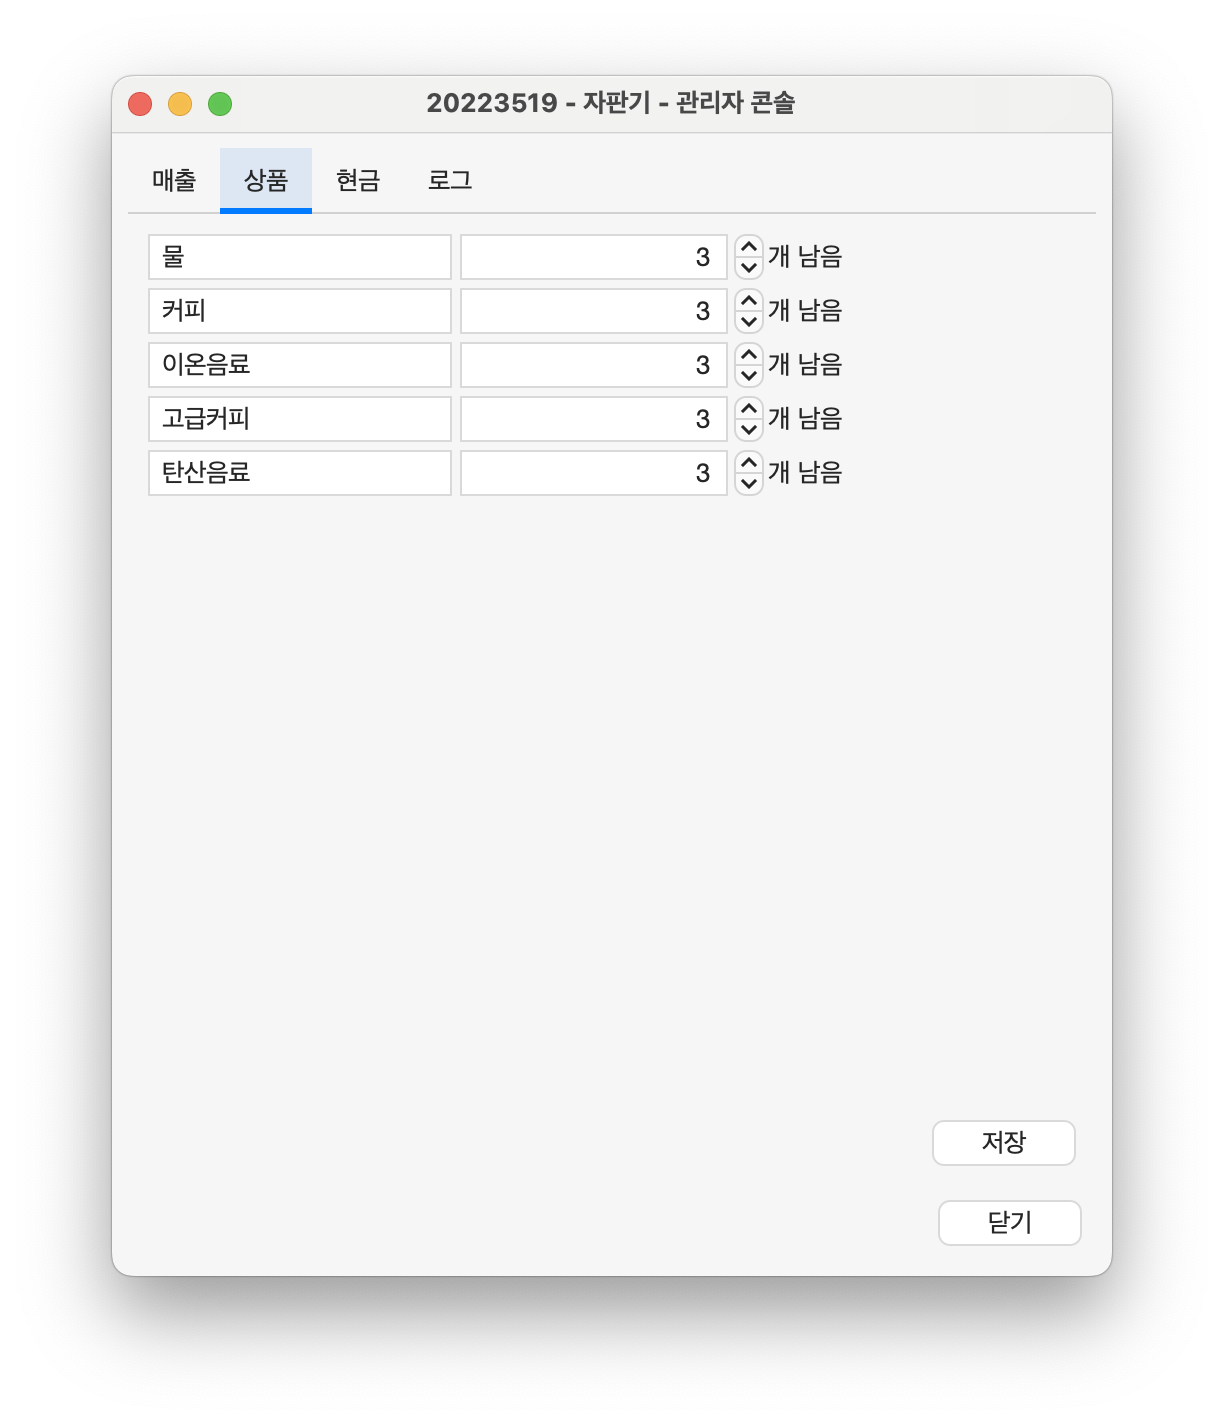 20223519 - 자판기 - 관리자 콘솔
매출 상품 현금 로그
물 3 개 남음
커피 3 개 남음
이온음료 3 개 남음
고급커피 3 개 남음
탄산음료 3 개 남음
저장
닫기